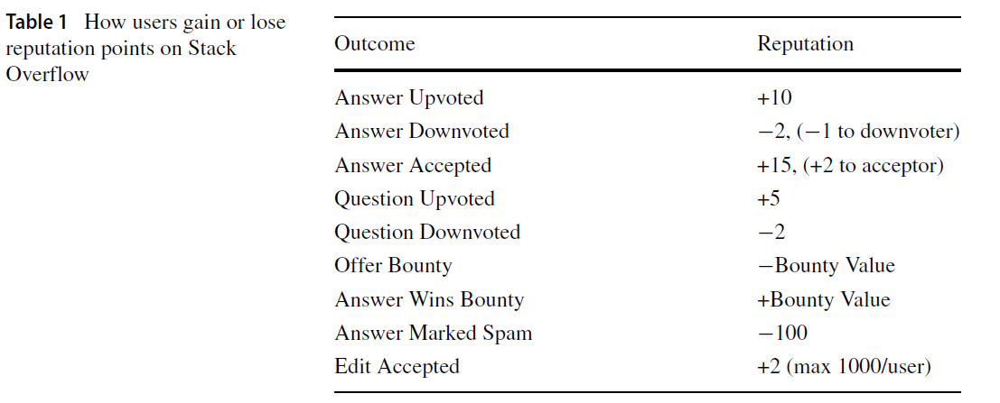 Table 1 How users gain or lose
reputation points on Stack
Overflow
Outcome Reputation
Answer Upvoted +10
Answer Downvoted −2, (−1 to downvoter)
Answer Accepted +15, (+2 to acceptor)
Question Upvoted +5
Question Downvoted −2
Offer Bounty −Bounty Value
Answer Wins Bounty +Bounty Value
Answer Marked Spam −100
Edit Accepted +2 (max 1000/user)